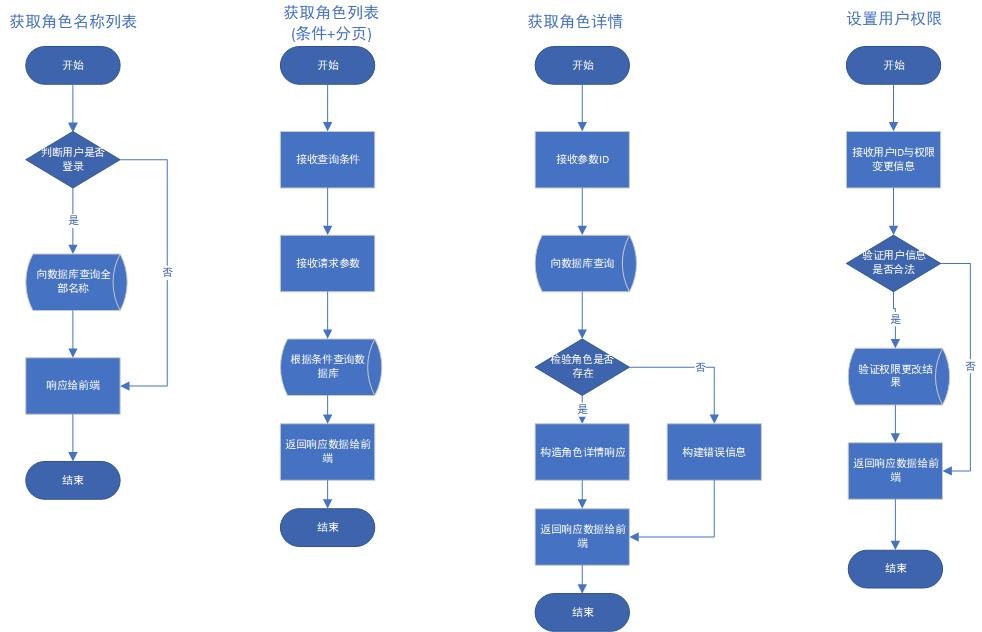 获取角色名称列表
开始
判断用户是否
登录
是
否
向数据库查询全
部名称
响应给前端
结束
获取角色列表
(条件+分页)
开始
接收查询条件
接收请求参数
根据条件查询数
据库
返回响应数据给前
端
结束
获取角色详情
开始
接收参数ID
向数据库查询
检验角色是否
存在
否
是
构造角色详情响应
构建错误信息
返回响应数据给前
端
结束
设置用户权限
开始
接收用户ID与权限
变更信息
验证用户信息
是否合法
是
否
验证权限更改结
果
返回响应数据给前
端
结束